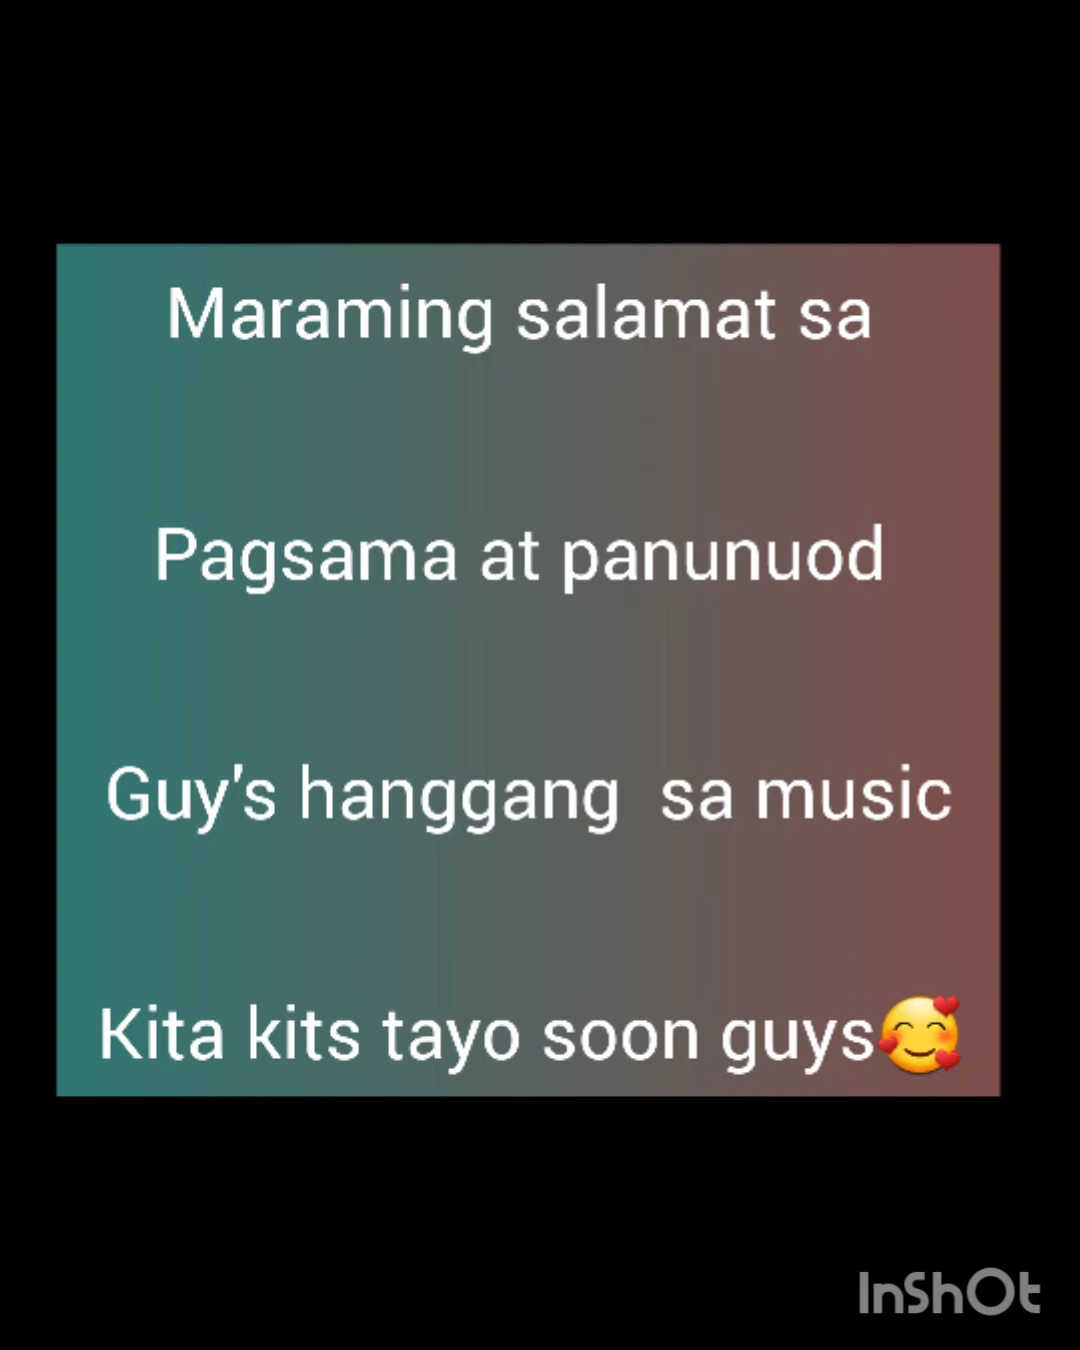 Maraming salamat sa
Pagsama at panunuod
Guy's hanggang  sa music
Kita kits tayo soon guys🥰
InShOt